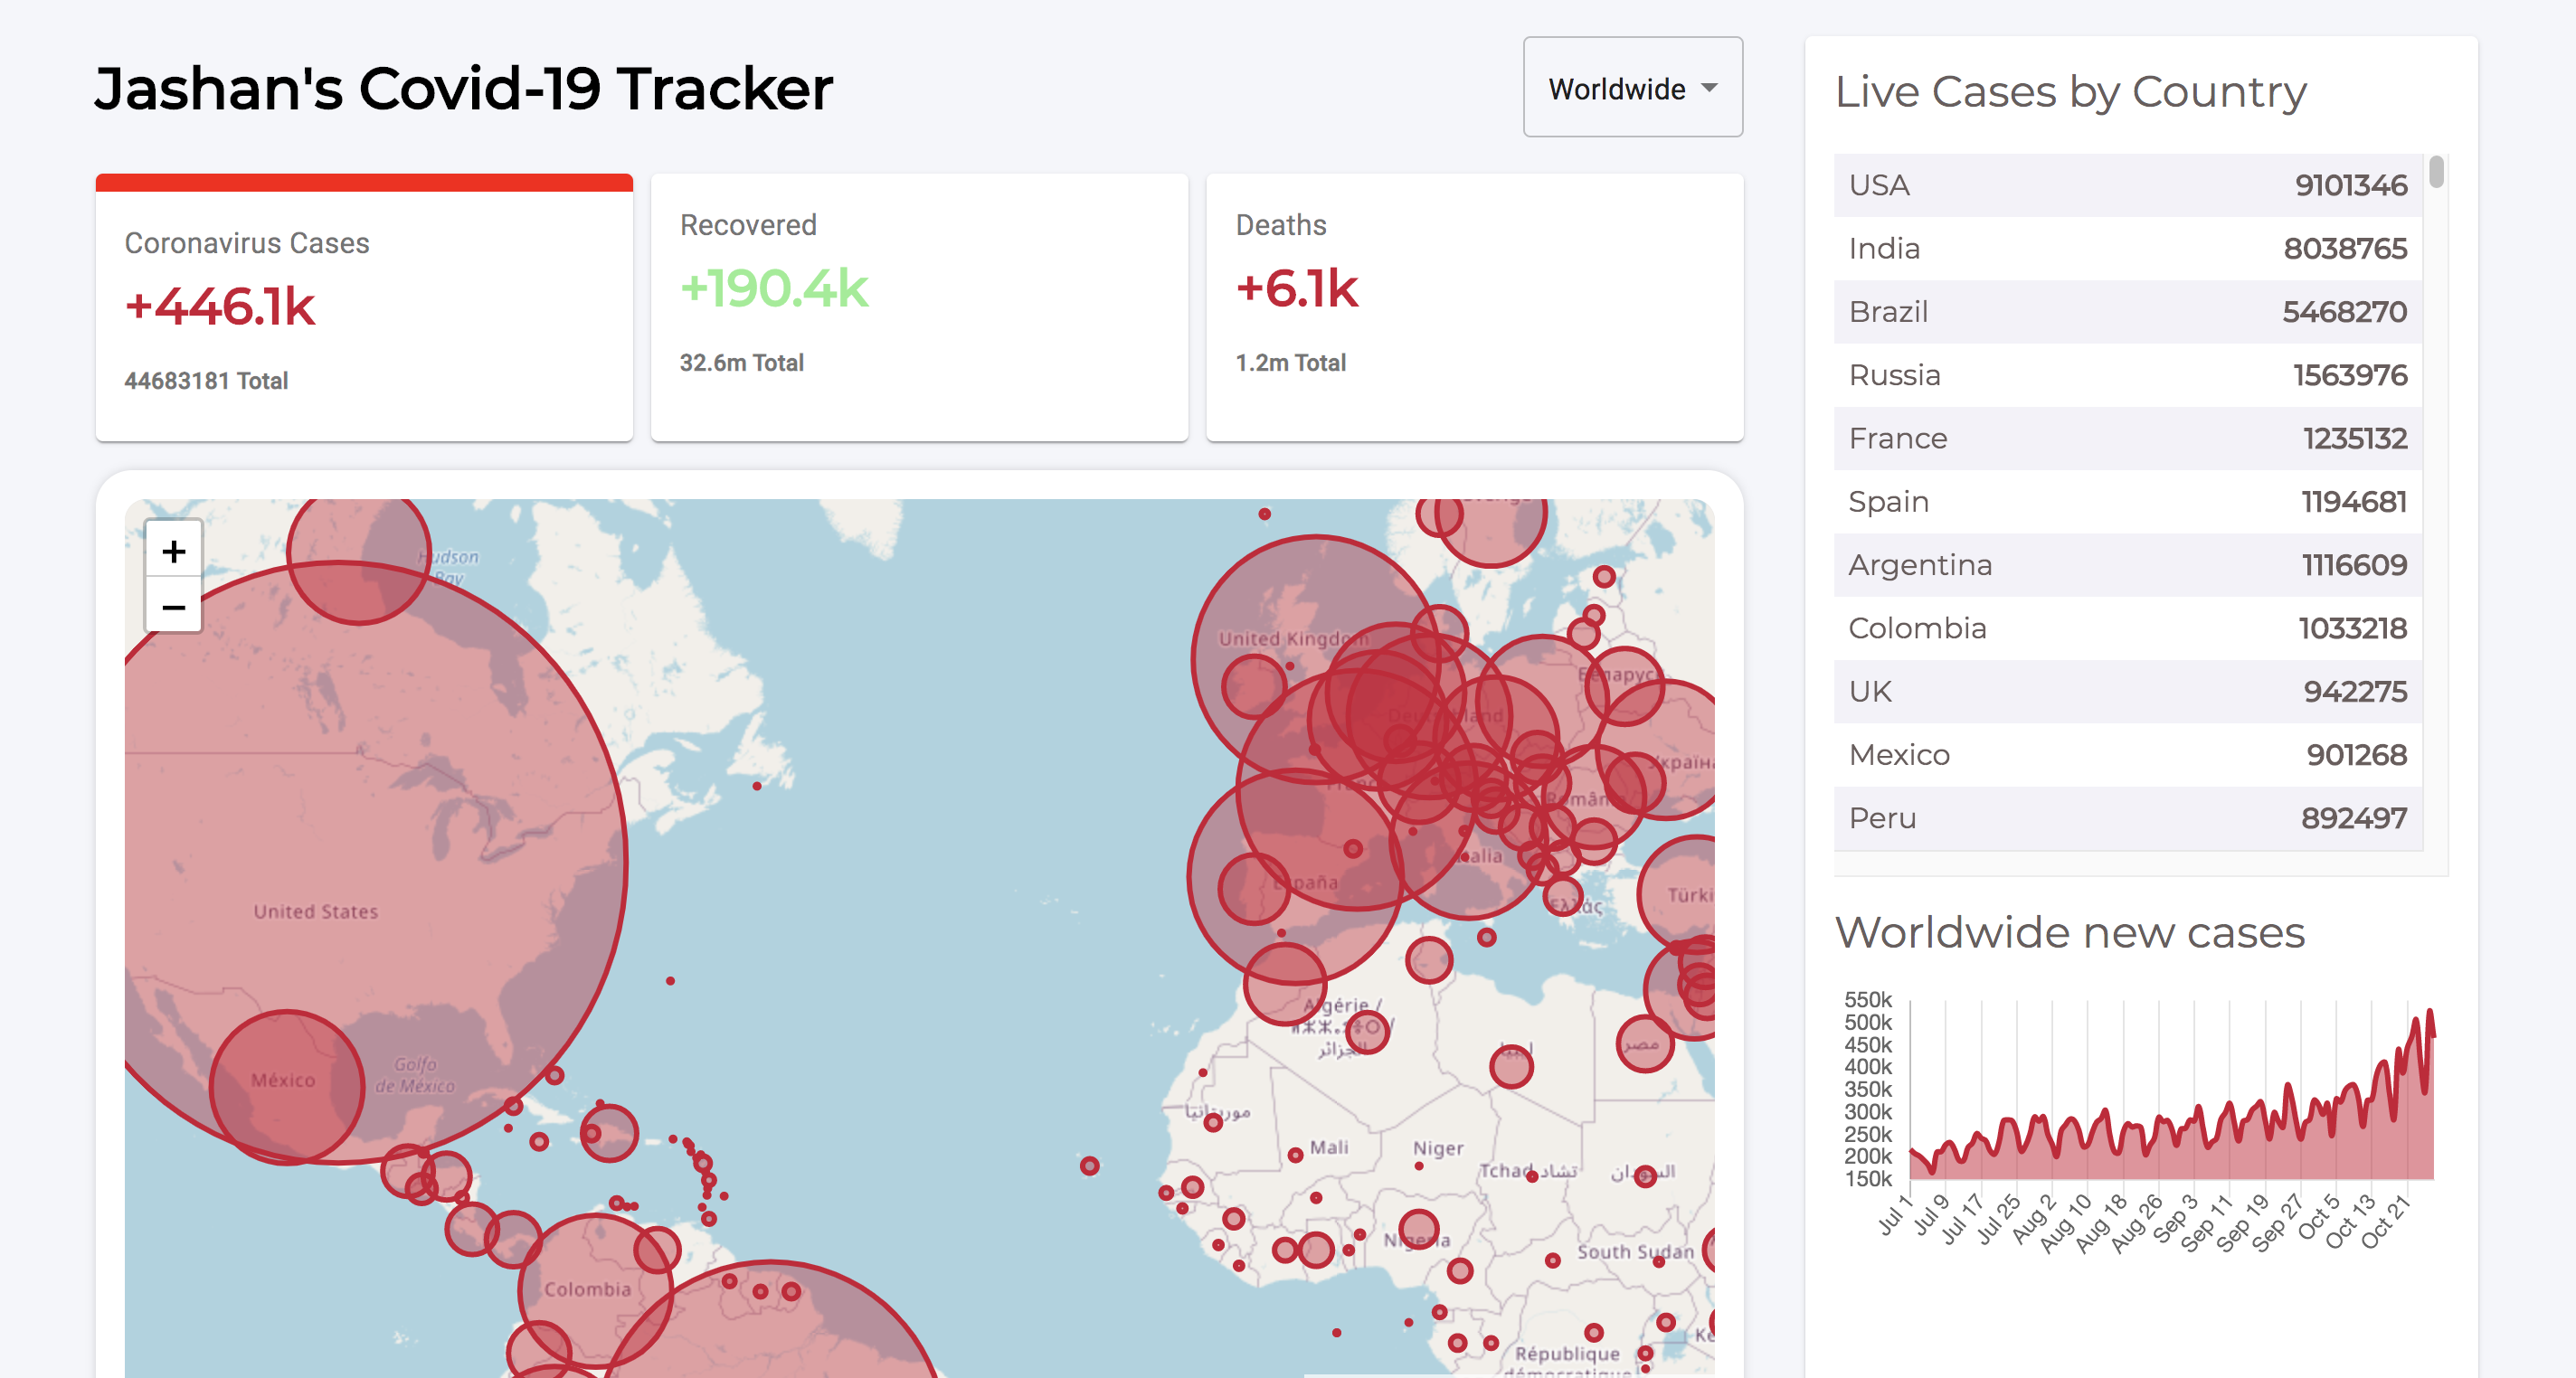 Jashan's Covid-19 Tracker
Worldwide
Coronavirus Cases
+446.1k
44683181 Total
Recovered
+190.4k
32.6m Total
Deaths
+6.1k
1.2m Total
+
−
Hudson
Bay
United Kingdom
Беларусь
Deutschland
Україна
România
Italia
España
Ελλάς
Türki
United States
México
Golfo
de México
Algérie /
الجزائر
ليبيا
مصر
موريتانيا
Mali
Niger
Tchad تشاد
السودان
Nigeria
South Sudan
Colombia
Ke
République
démocratique
Live Cases by Country
USA 9101346
India 8038765
Brazil 5468270
Russia 1563976
France 1235132
Spain 1194681
Argentina 1116609
Colombia 1033218
UK 942275
Mexico 901268
Peru 892497
Worldwide new cases
550k
500k
450k
400k
350k
300k
250k
200k
150k
Jul 1 Jul 9 Jul 17 Jul 25 Aug 2 Aug 10 Aug 18 Aug 26 Sep 3 Sep 11 Sep 19 Sep 27 Oct 5 Oct 13 Oct 21